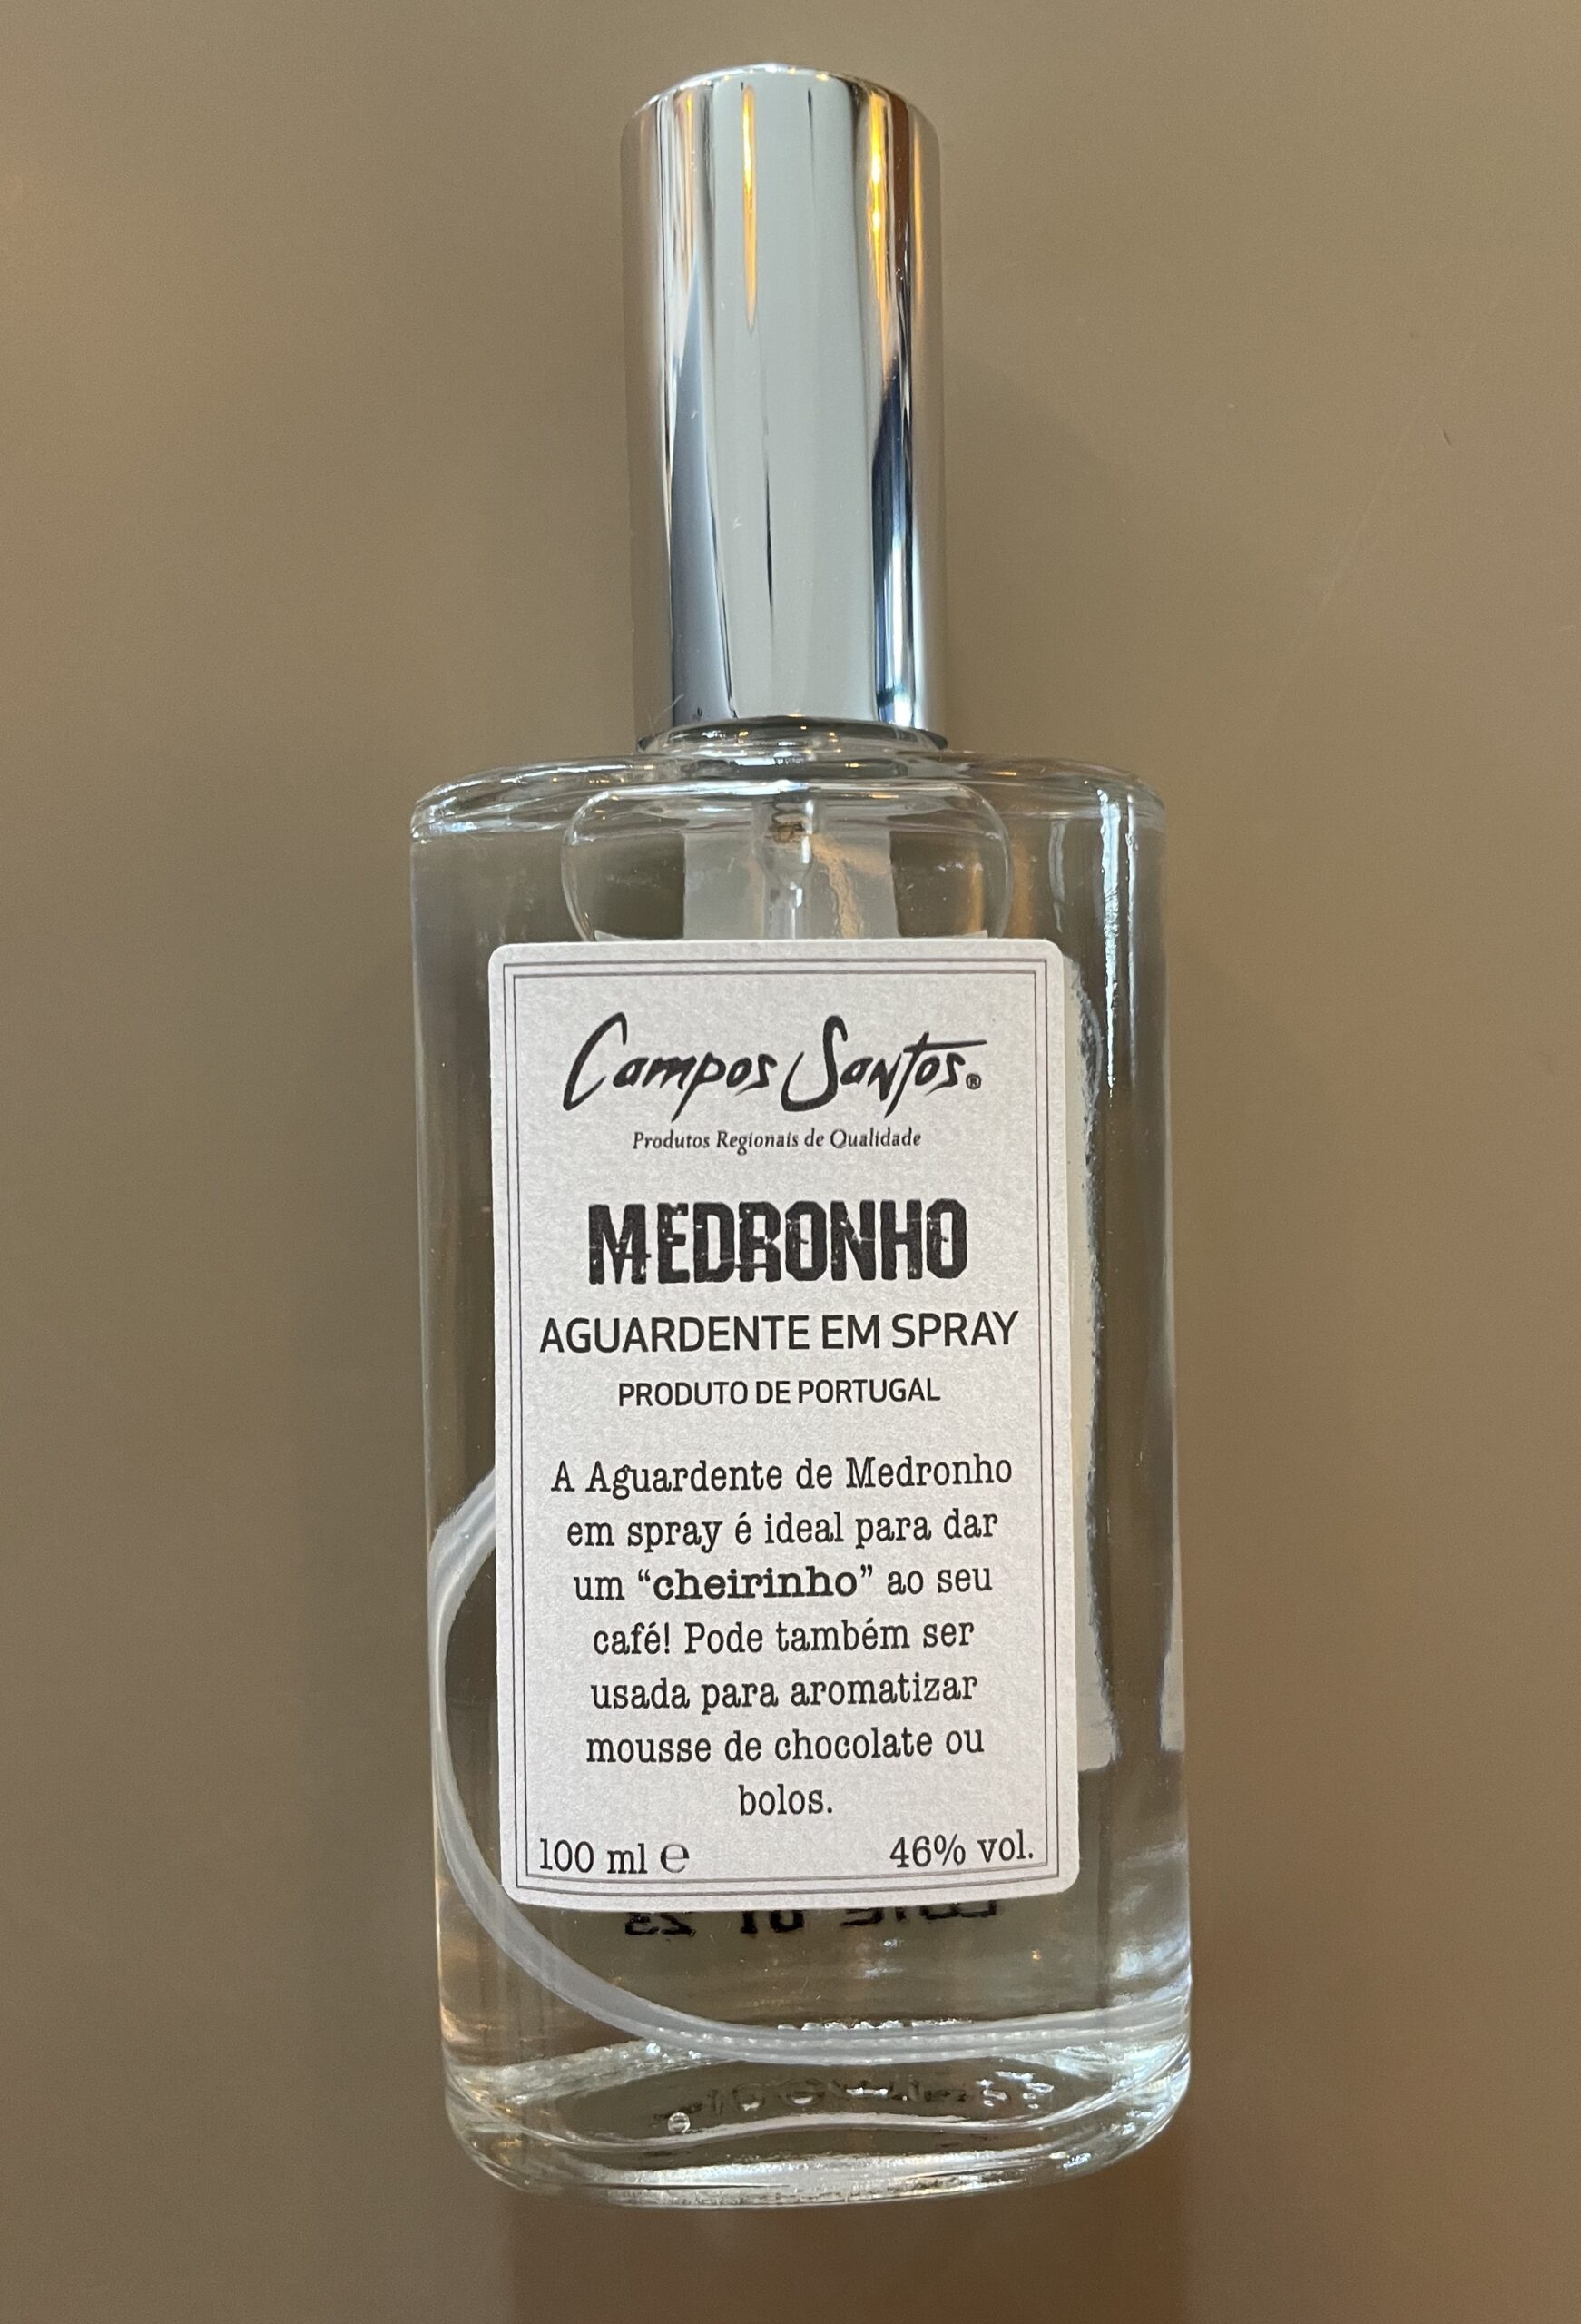 Campos Santos®
Produtos Regionais de Qualidade
MEDRONHO
AGUARDENTE EM SPRAY
PRODUTO DE PORTUGAL
A Aguardente de Medronho
em spray é ideal para dar
um “cheirinho” ao seu
café! Pode também ser
usada para aromatizar
mousse de chocolate ou
bolos.
100 ml ℮ 46% vol.